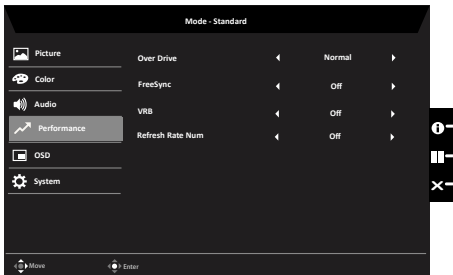 Mode - Standard
Picture
Color
Audio
Performance
OSD
System
Over Drive Normal
FreeSync Off
VRB Off
Refresh Rate Num Off
Move Enter